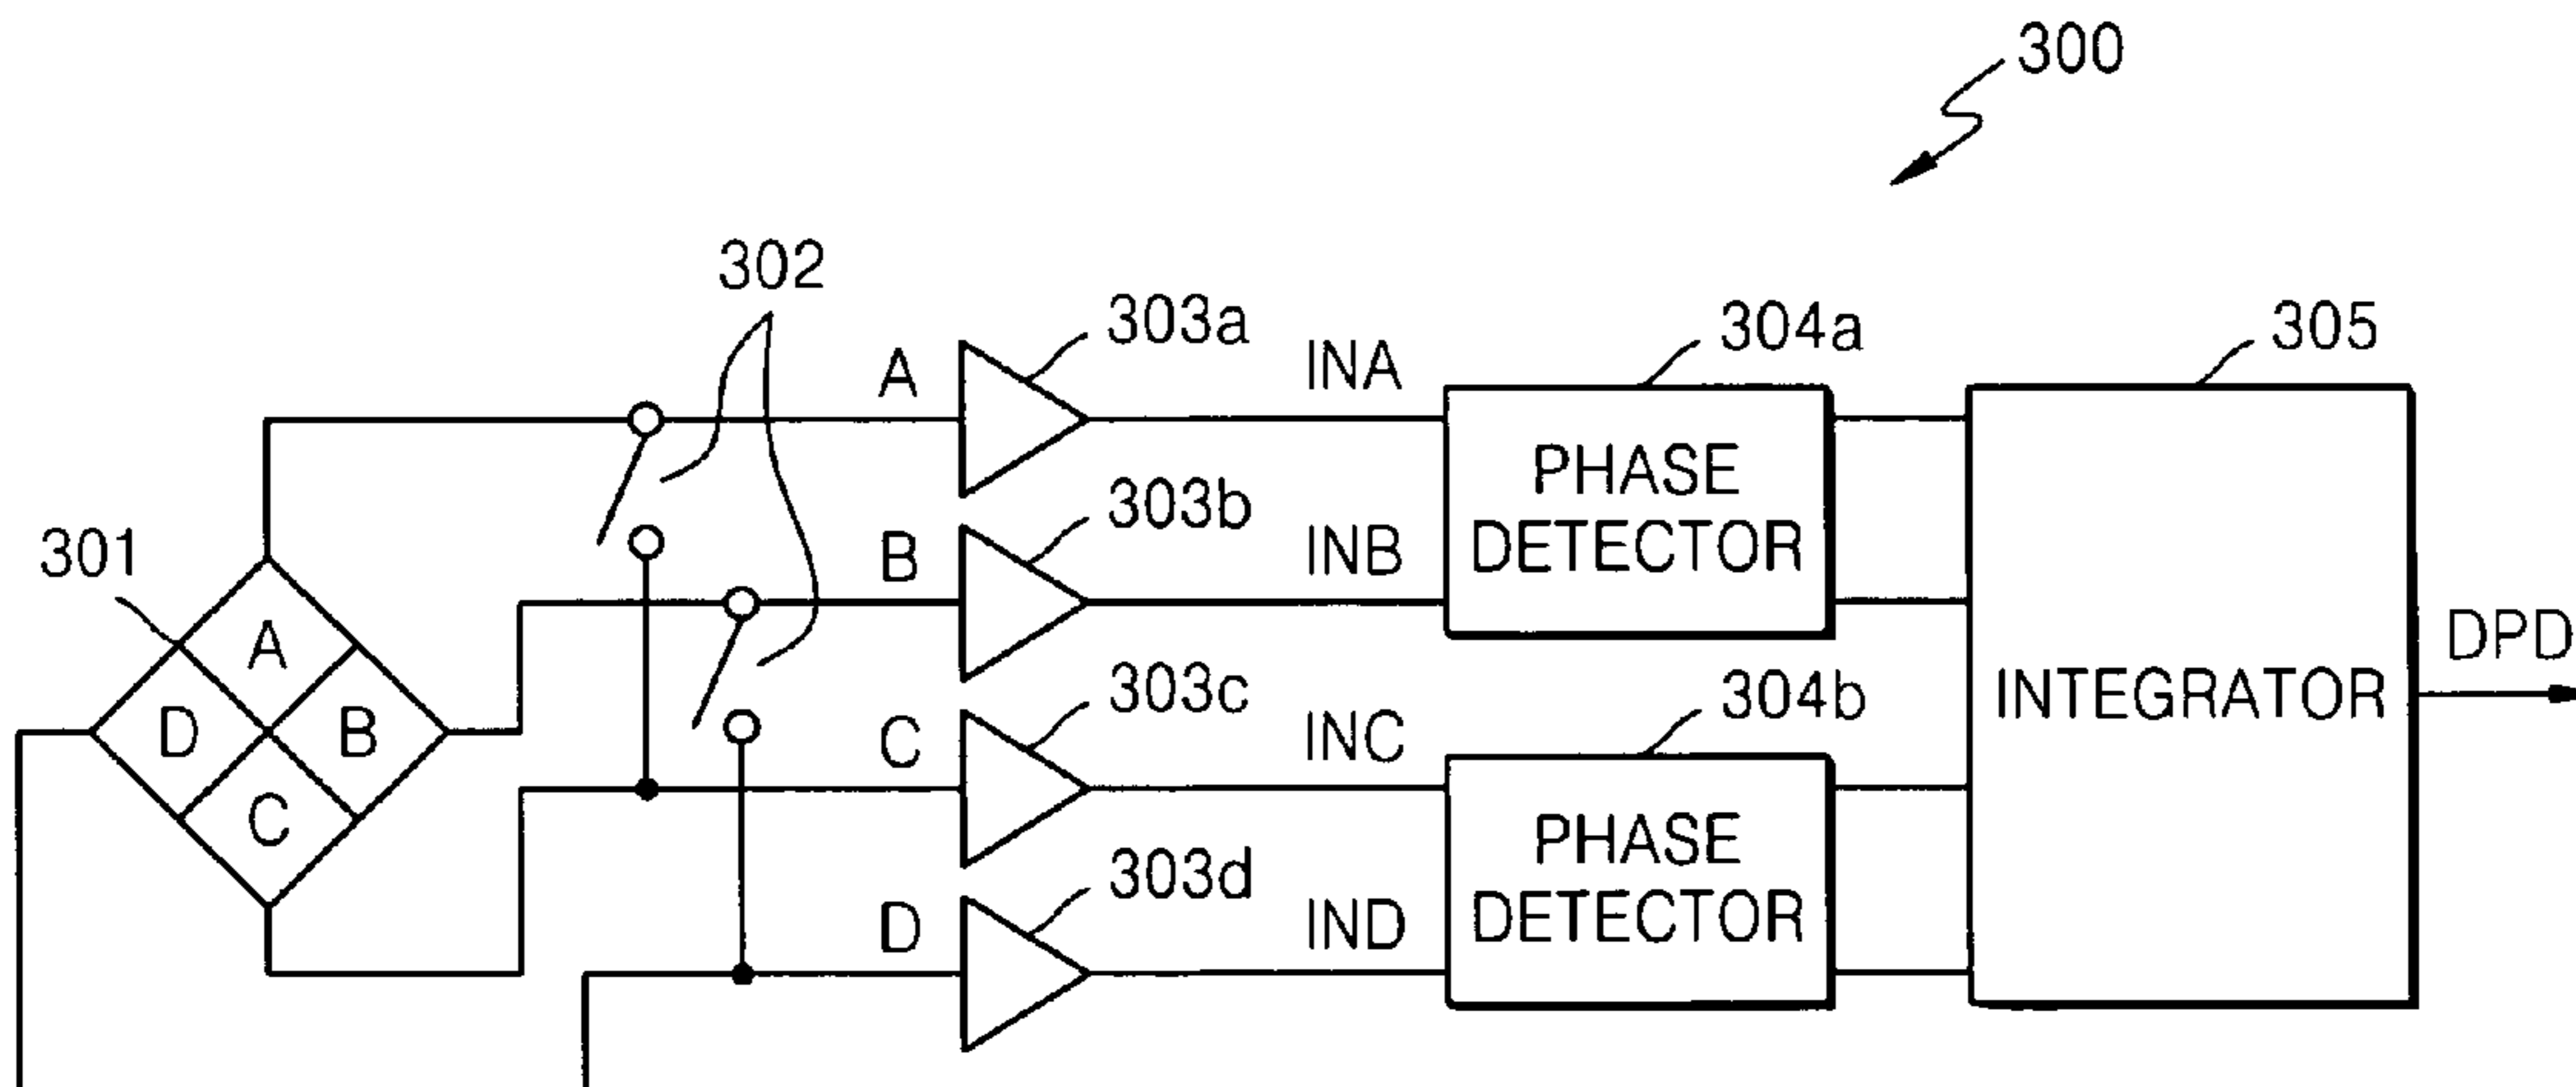 300
302
303a
304a
305
A
INA
PHASE
DETECTOR
303b
B
INB
301
A
D
B
C
303c
C
INC
304b
INTEGRATOR
DPD
PHASE
DETECTOR
303d
D
IND